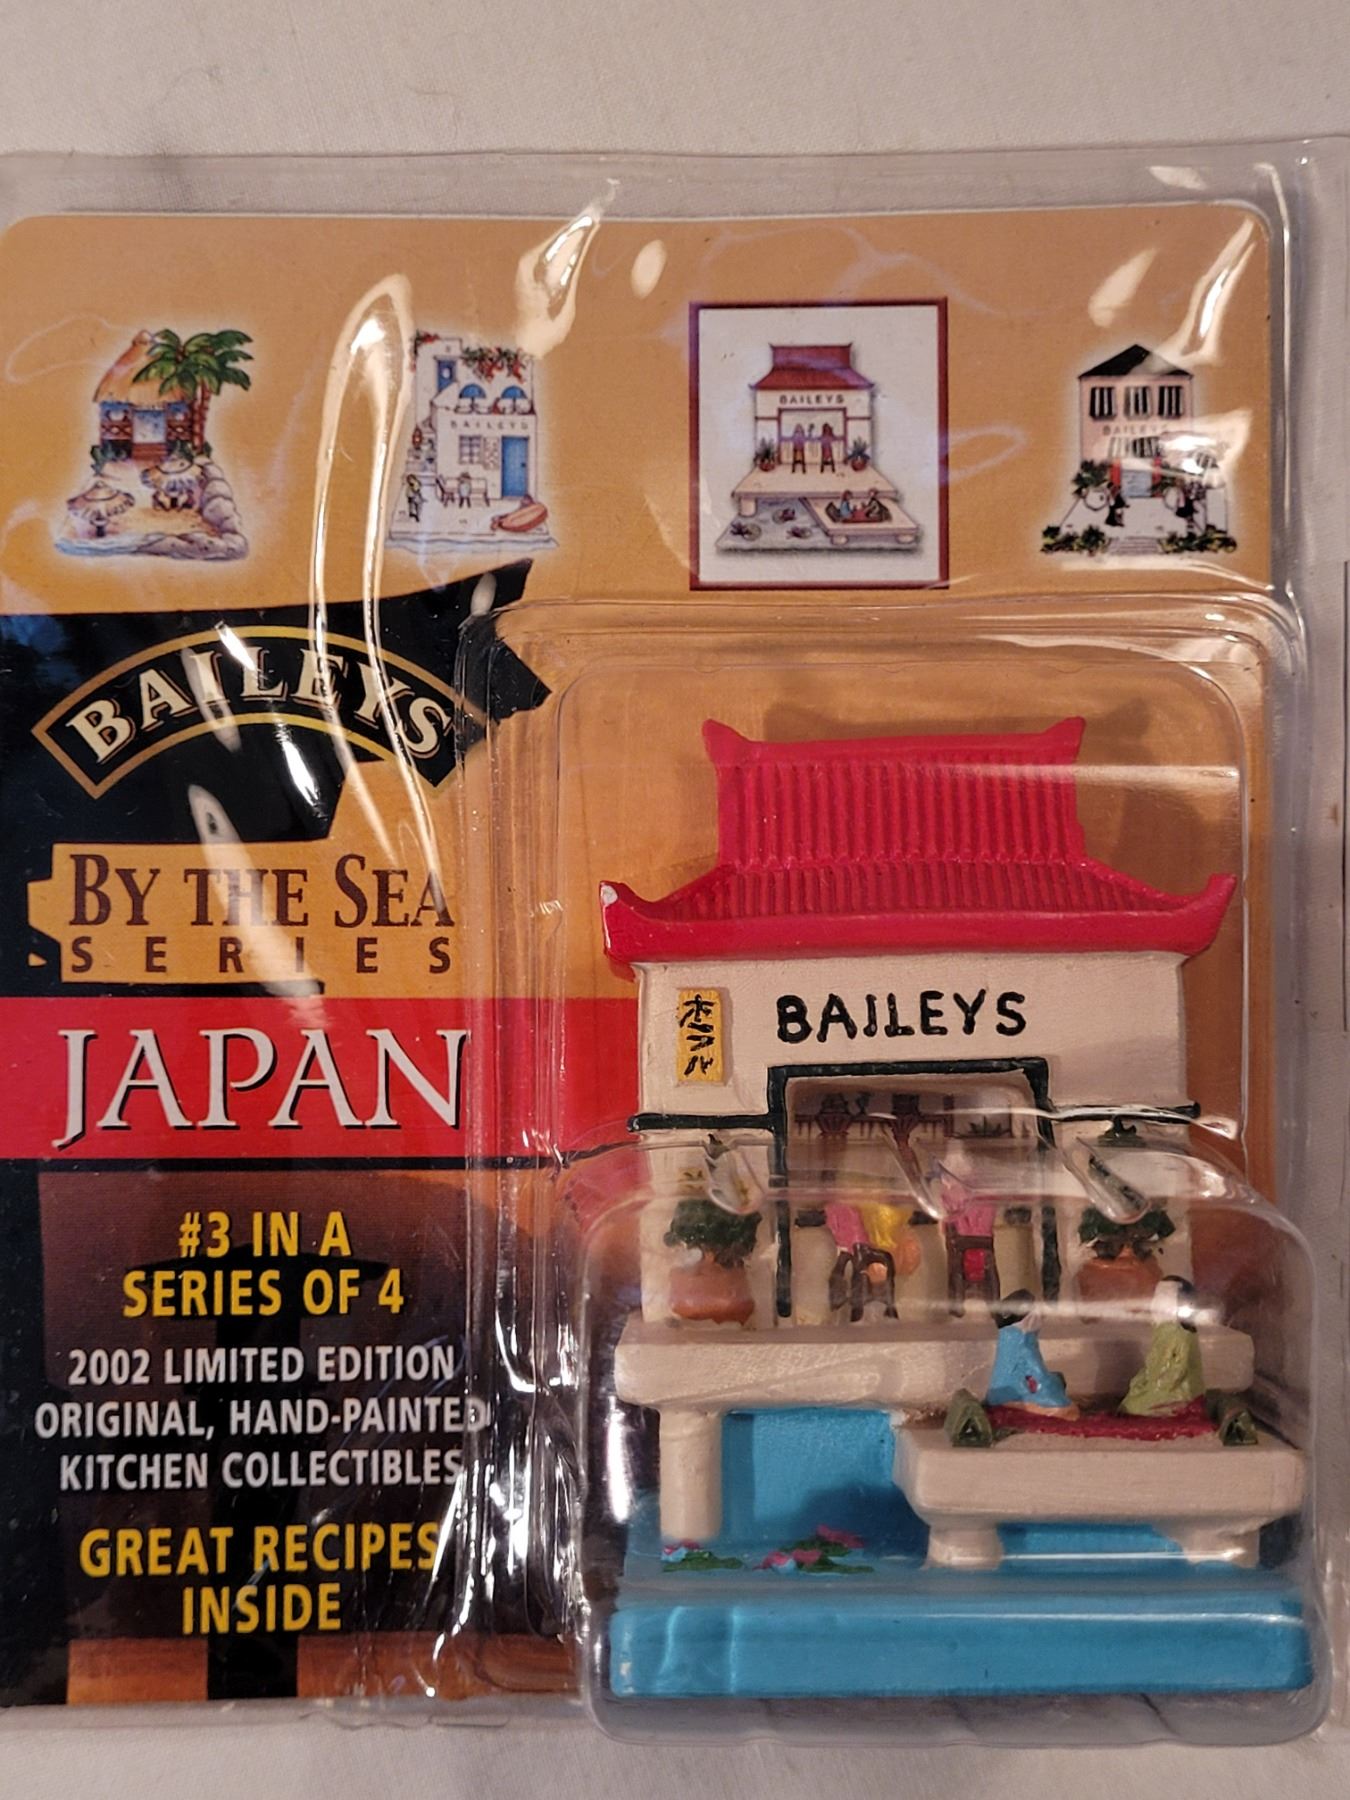 BAILEYS
BAILEYS
BAILEYS
BAILEYS
BY THE SEA
SERIES
JAPAN
BAILEYS
#3 IN A
SERIES OF 4
2002 LIMITED EDITION
ORIGINAL, HAND-PAINTED
KITCHEN COLLECTIBLES
GREAT RECIPES
INSIDE